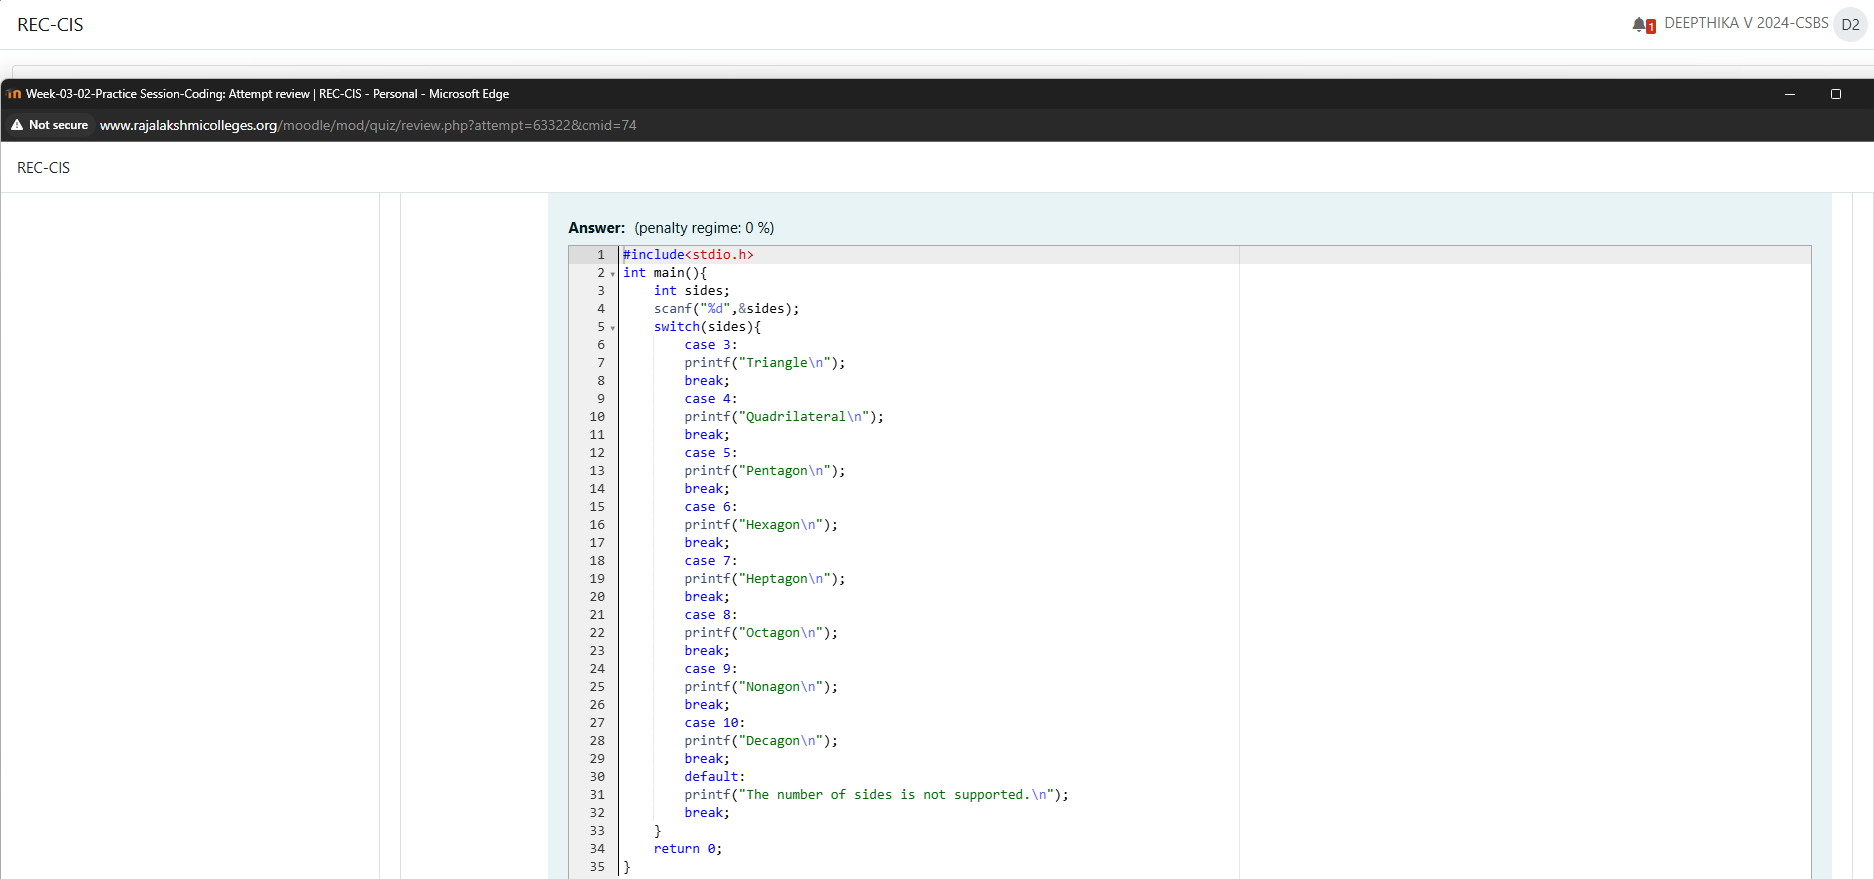 REC-CIS
1 DEEPTHIKA V 2024-CSBS D2
Week-03-02-Practice Session-Coding: Attempt review | REC-CIS - Personal - Microsoft Edge
Not secure www.rajalakshmicolleges.org/moodle/mod/quiz/review.php?attempt=63322&cmid=74
REC-CIS
Answer: (penalty regime: 0 %)
1 #include<stdio.h>
2 int main(){
3 int sides;
4 scanf("%d",&sides);
5 switch(sides){
6 case 3:
7 printf("Triangle\n");
8 break;
9 case 4:
10 printf("Quadrilateral\n");
11 break;
12 case 5:
13 printf("Pentagon\n");
14 break;
15 case 6:
16 printf("Hexagon\n");
17 break;
18 case 7:
19 printf("Heptagon\n");
20 break;
21 case 8:
22 printf("Octagon\n");
23 break;
24 case 9:
25 printf("Nonagon\n");
26 break;
27 case 10:
28 printf("Decagon\n");
29 break;
30 default:
31 printf("The number of sides is not supported.\n");
32 break;
33 }
34 return 0;
35 }